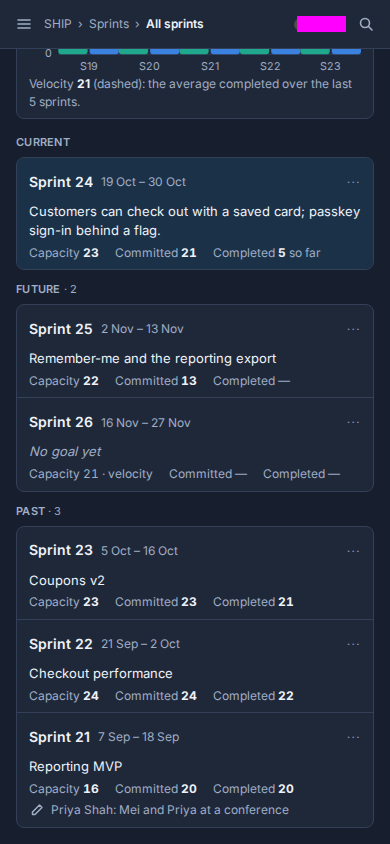 SHIP › Sprints › All sprints
0
S19 S20 S21 S22 S23
Velocity 21 (dashed): the average completed over the last
5 sprints.
CURRENT
Sprint 24 19 Oct – 30 Oct ···
Customers can check out with a saved card; passkey
sign-in behind a flag.
Capacity 23 Committed 21 Completed 5 so far
FUTURE · 2
Sprint 25 2 Nov – 13 Nov ···
Remember-me and the reporting export
Capacity 22 Committed 13 Completed —
Sprint 26 16 Nov – 27 Nov ···
No goal yet
Capacity 21 · velocity Committed — Completed —
PAST · 3
Sprint 23 5 Oct – 16 Oct ···
Coupons v2
Capacity 23 Committed 23 Completed 21
Sprint 22 21 Sep – 2 Oct ···
Checkout performance
Capacity 24 Committed 24 Completed 22
Sprint 21 7 Sep – 18 Sep ···
Reporting MVP
Capacity 16 Committed 20 Completed 20
Priya Shah: Mei and Priya at a conference